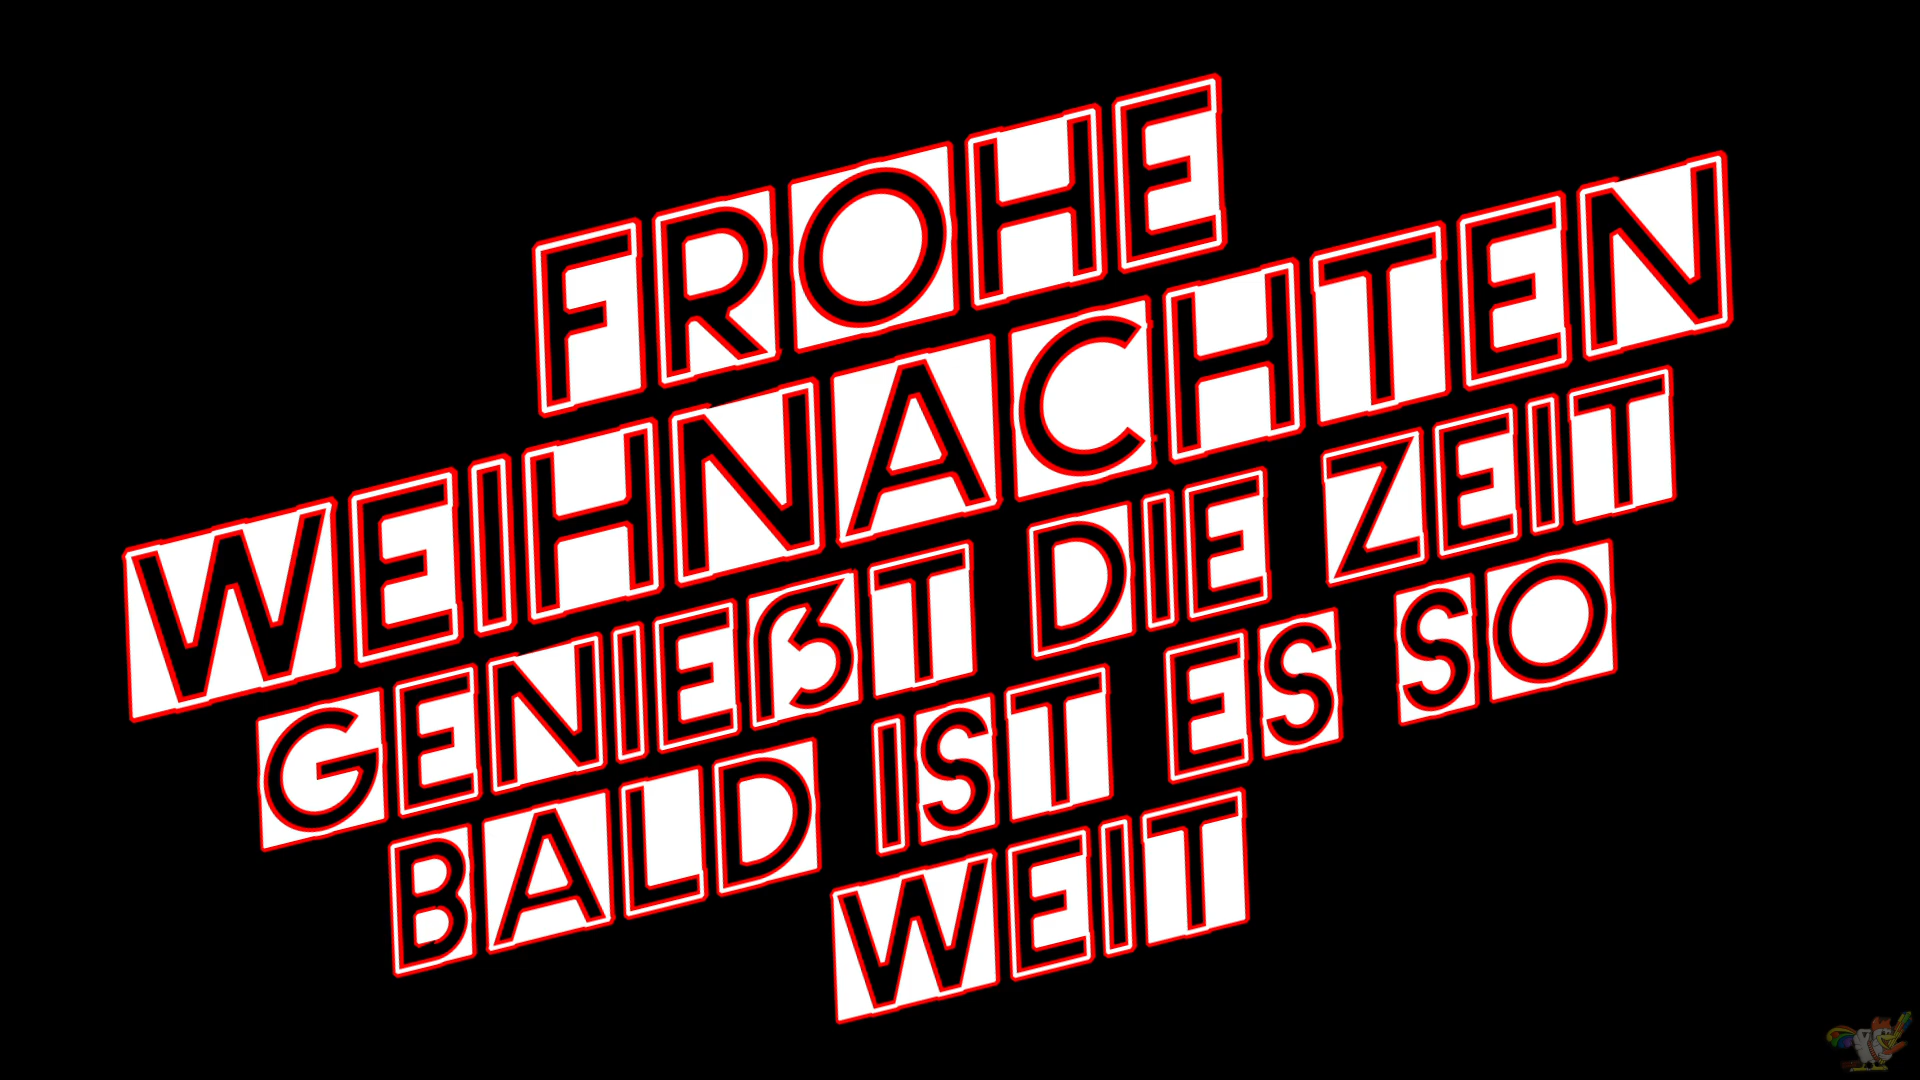 FROHE
WEIHNACHTEN
GENIEßT DIE ZEIT
BALD IST ES SO
WEIT